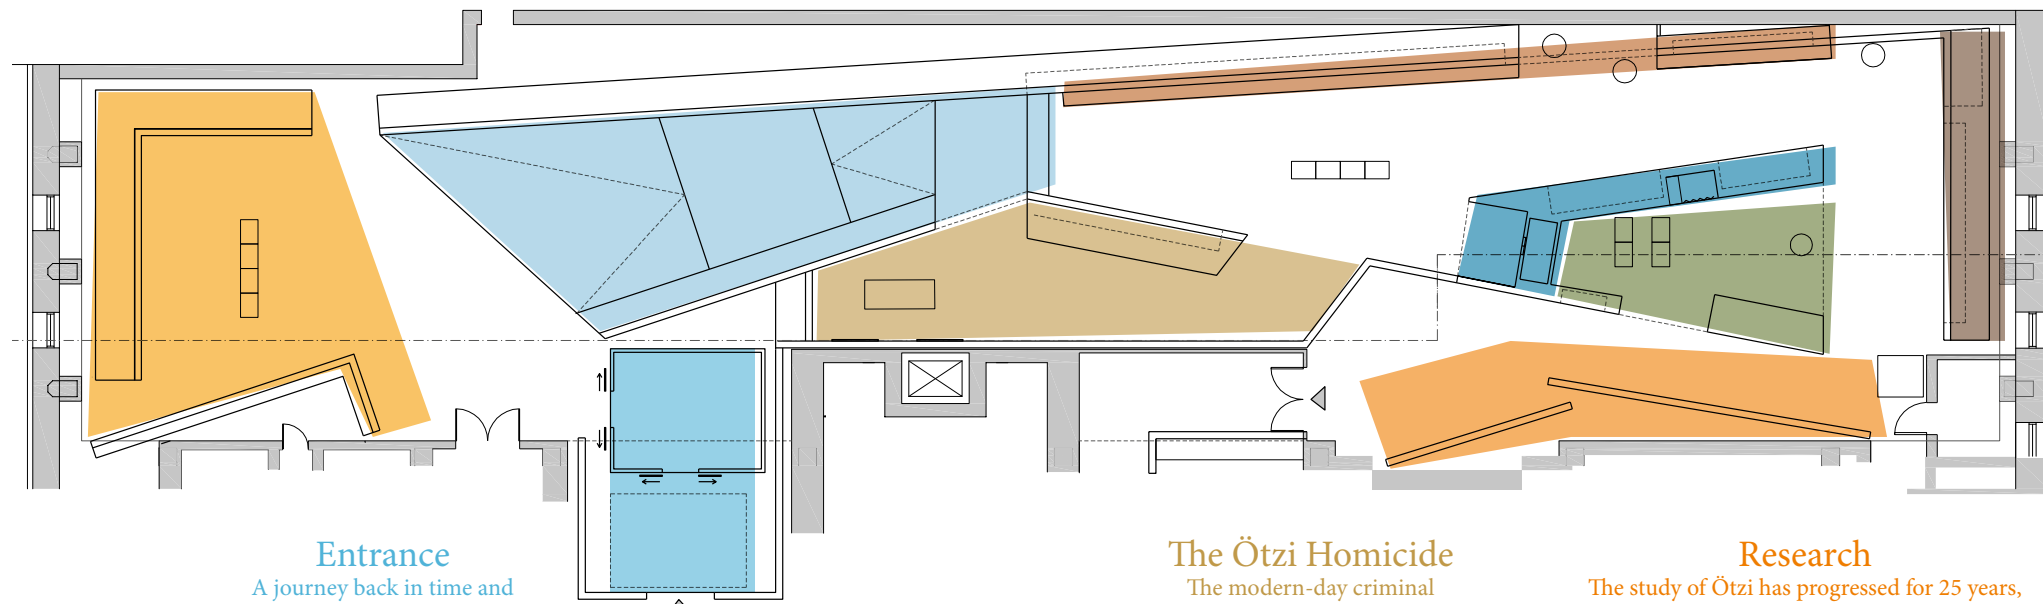 Entrance
A journey back in time and
The Ötzi Homicide
The modern-day criminal
Research
The study of Ötzi has progressed for 25 years,